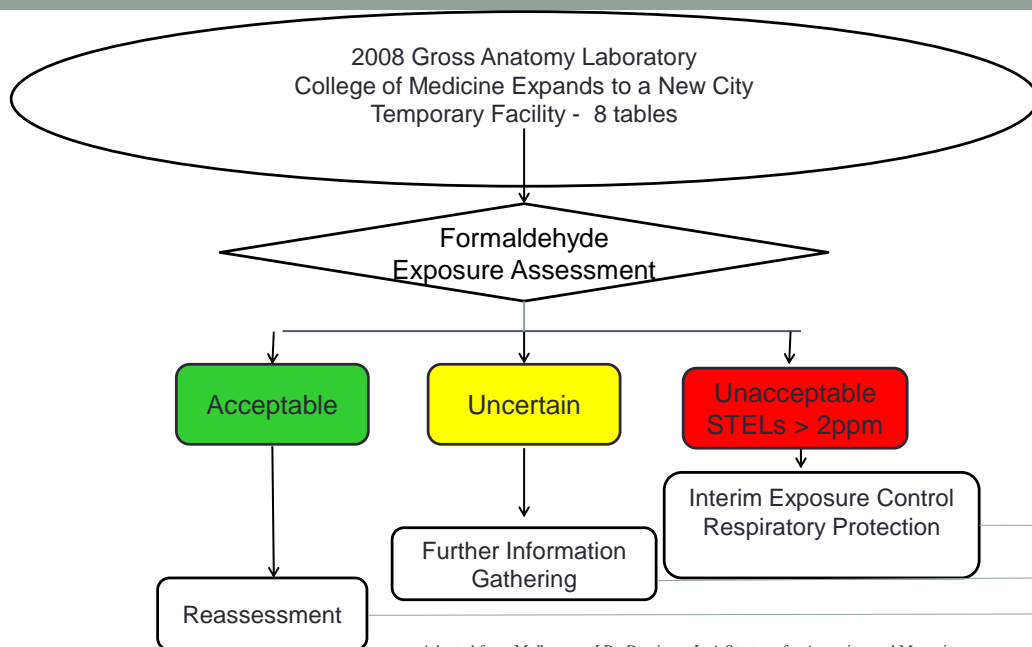 2008 Gross Anatomy Laboratory
College of Medicine Expands to a New City
Temporary Facility - 8 tables
Formaldehyde
Exposure Assessment
Acceptable
Uncertain
Unacceptable
STELs > 2ppm
Interim Exposure Control
Respiratory Protection
Further Information
Gathering
Reassessment